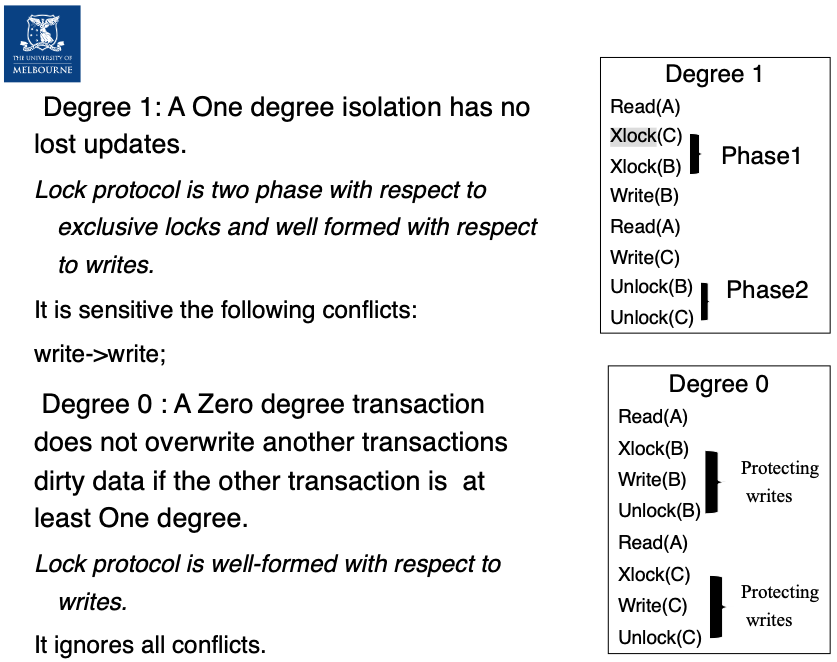 THE UNIVERSITY OF
MELBOURNE
Degree 1: A One degree isolation has no
lost updates.
Lock protocol is two phase with respect to
exclusive locks and well formed with respect
to writes.
It is sensitive the following conflicts:
write->write;
Degree 0 : A Zero degree transaction
does not overwrite another transactions
dirty data if the other transaction is at
least One degree.
Lock protocol is well-formed with respect to
writes.
It ignores all conflicts.
Degree 1
Read(A)
Xlock(C)
Xlock(B)
Phase1
Write(B)
Read(A)
Write(C)
Unlock(B)
Unlock(C)
Phase2
Degree 0
Read(A)
Xlock(B)
Write(B)
Unlock(B)
Protecting
writes
Read(A)
Xlock(C)
Write(C)
Unlock(C)
Protecting
writes